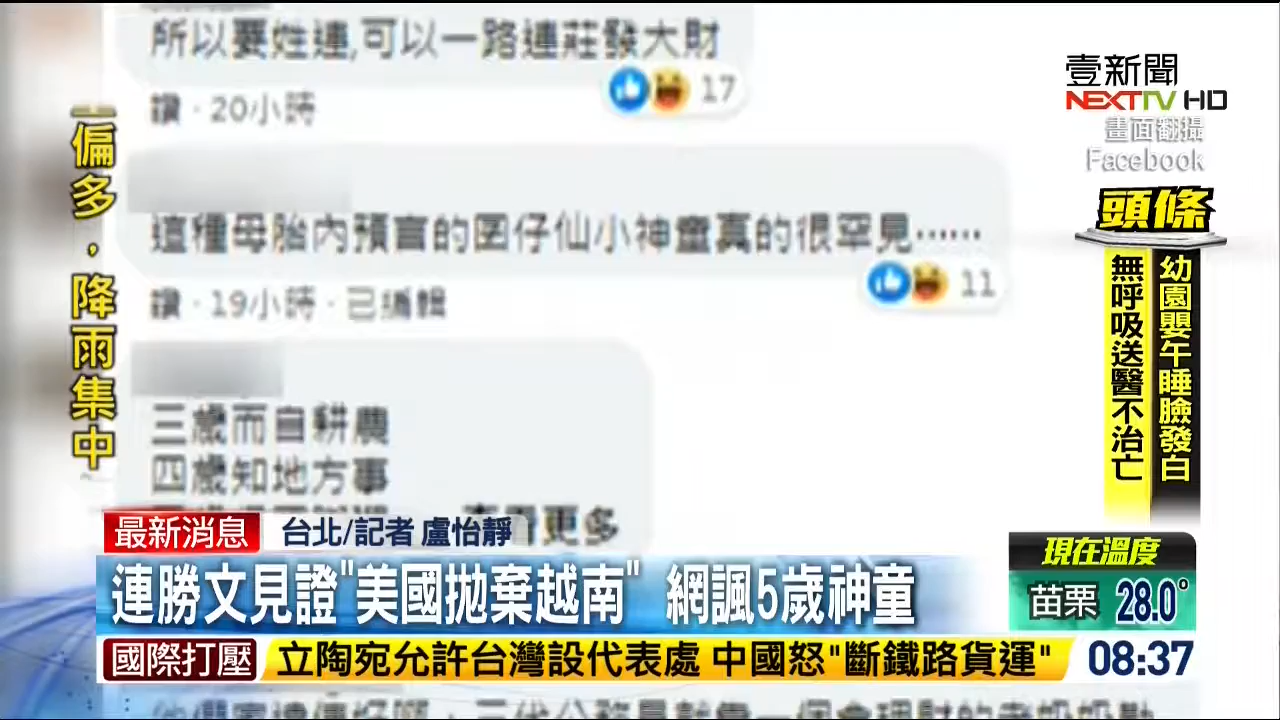 所以要姓連,可以一路連莊發大財
17
讚 · 20小時
這種母胎內預言的囝仔仙小神童真的很罕見……
11
讚 · 19小時 · 已編輯
三歲而自耕農
四歲知地方事
更多
偏多，降雨集中
壹新聞
NEXTTV HD
畫面翻攝
Facebook
頭條
幼園嬰午睡臉發白
無呼吸送醫不治亡
最新消息
台北/記者 盧怡靜
連勝文見證"美國拋棄越南" 網諷5歲神童
現在溫度
苗栗 28.0°
國際打壓
立陶宛允許台灣設代表處 中國怒"斷鐵路貨運"
08:37